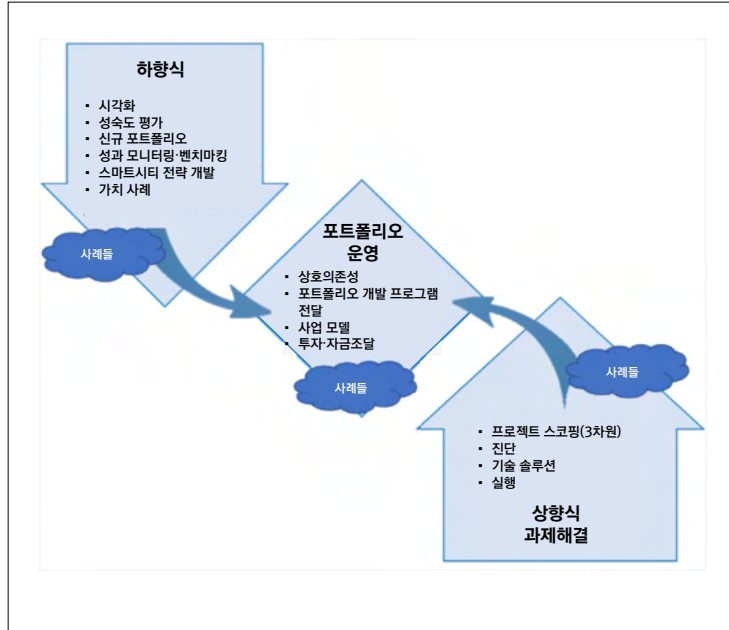 하향식
▪ 시각화
▪ 성숙도 평가
▪ 신규 포트폴리오
▪ 성과 모니터링·벤치마킹
▪ 스마트시티 전략 개발
▪ 가치 사례
사례들
포트폴리오
운영
▪ 상호의존성
▪ 포트폴리오 개발 프로그램
전달
▪ 사업 모델
▪ 투자·자금조달
사례들
사례들
▪ 프로젝트 스코핑(3차원)
▪ 진단
▪ 기술 솔루션
▪ 실행
상향식
과제해결